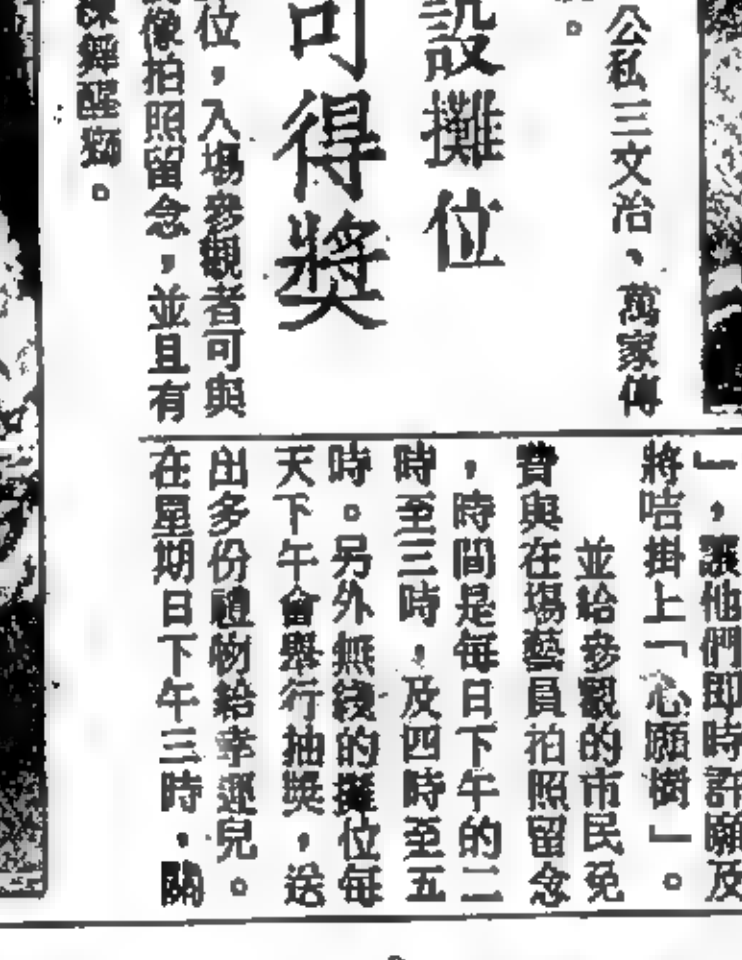 。
公私三文治、萬家傳
設攤位
可得獎
位，入場參觀者可與
像拍照留念，並且有
醒獅。
」，讓他們即時許願及
將咭掛上「心願樹」。
並給參觀的市民免
費與在場藝員拍照留念
，時間是每日下午的二
時至三時，及四時至五
時。另外無綫的攤位每
天下午會舉行抽獎，送
出多份禮物給幸運兒。
在星期日下午三時，關